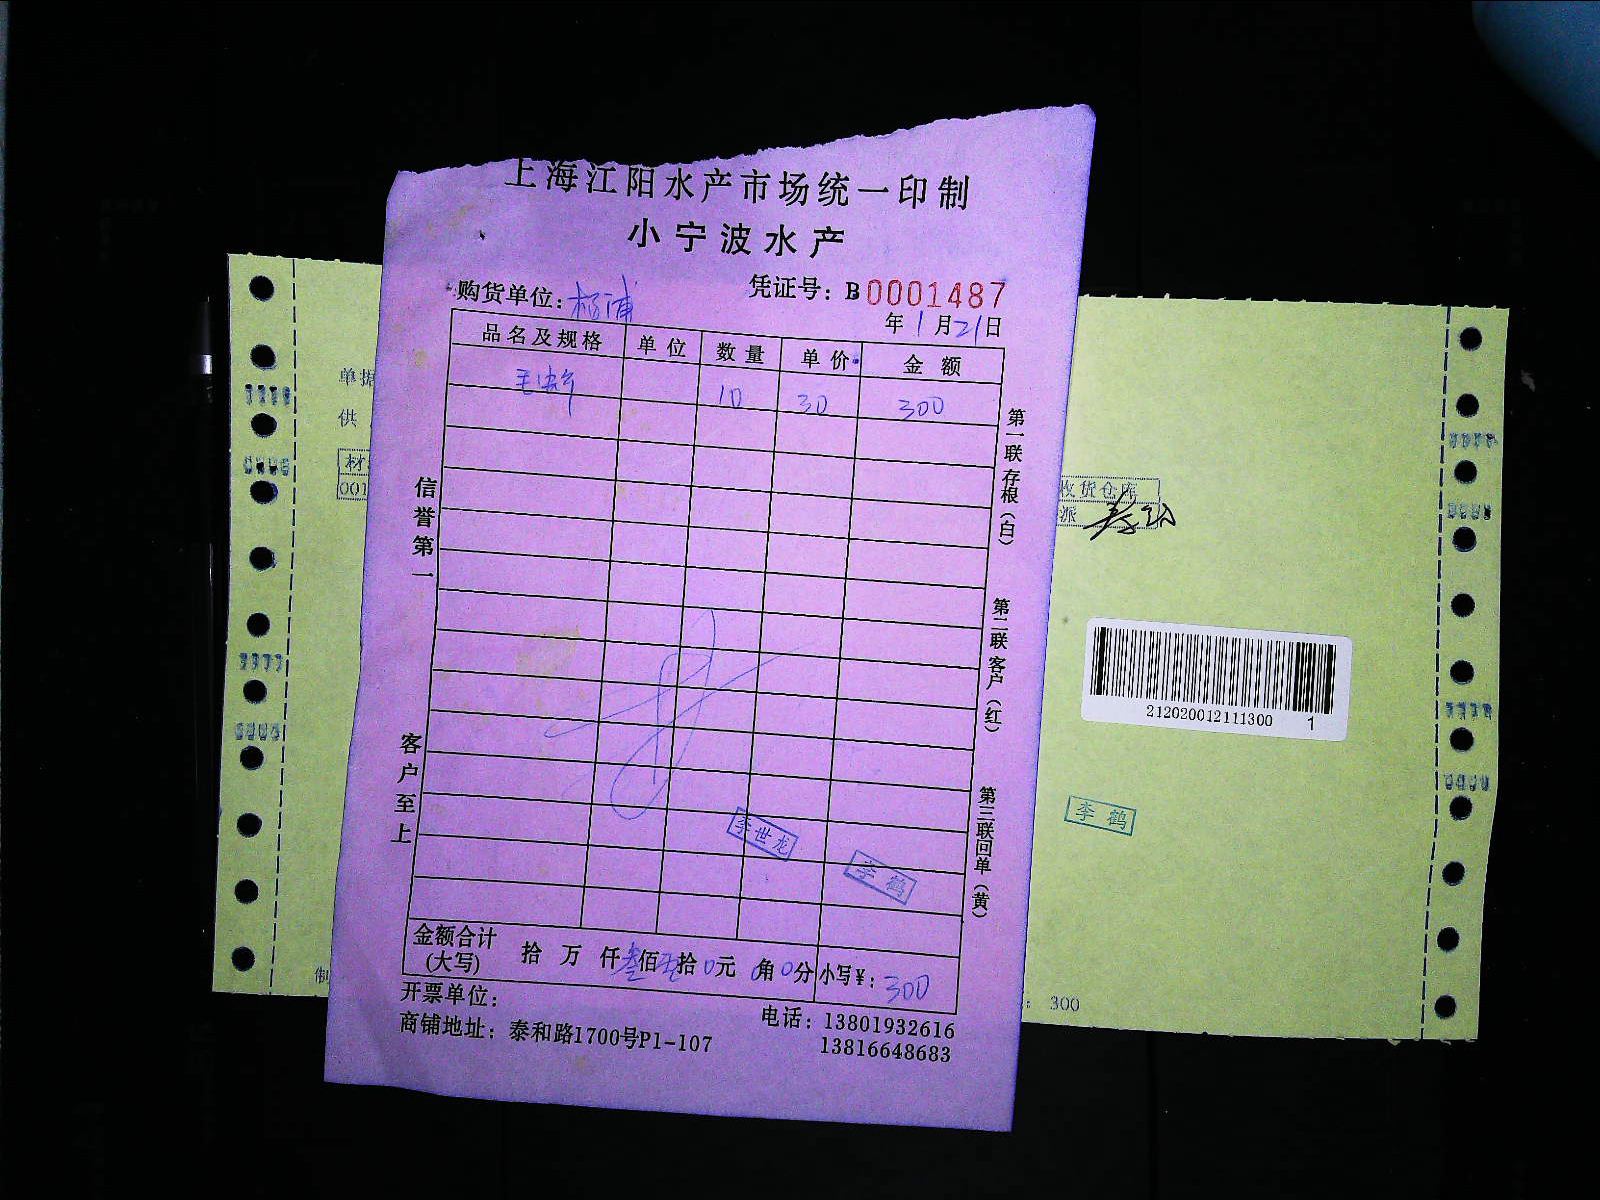 上海江阳水产市场统一印制
小宁波水产
购货单位：杨浦 凭证号：B0001487
年1月21日
品名及规格 单位 数量 单价 金额
10 30 300
信誉第一
客户至上
第一联存根（白）
第二联客户（红）
第三联回单（黄）
李世龙
李鹤
金额合计(大写) 拾 万 仟叁佰 拾0元 0角0分 小写¥：300
开票单位：
商铺地址：泰和路1700号P1-107
电话：13801932616
13816648683
单据
供
材
001
收货仓库
派
212020012111300 1
李鹤
制
：300